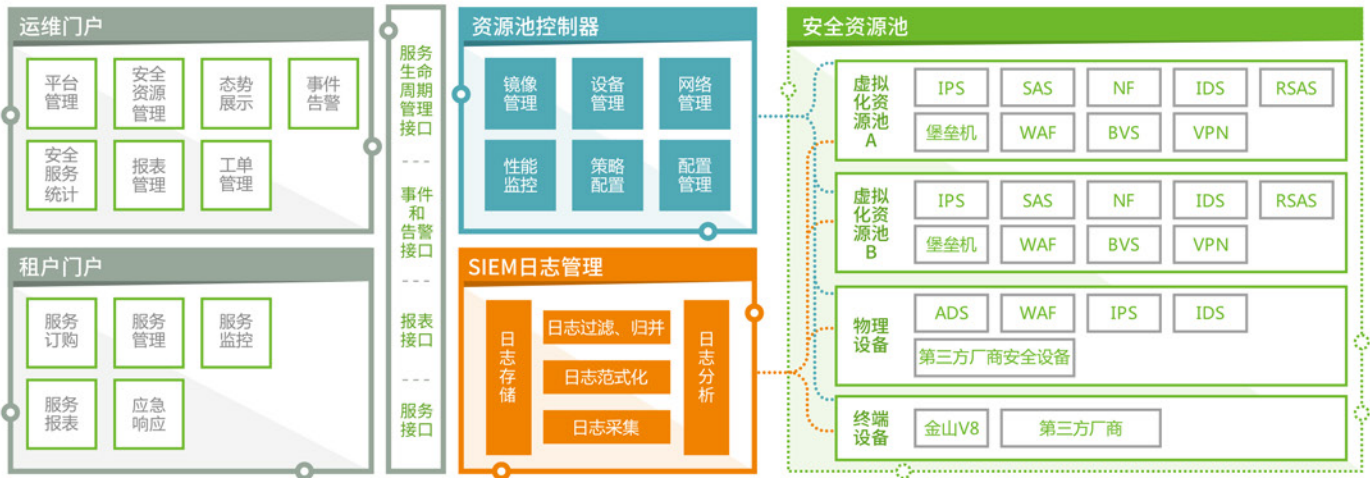 运维门户
平台
管理
安全
资源
管理
态势
展示
事件
告警
安全
服务
统计
报表
管理
工单
管理
租户门户
服务
订购
服务
管理
服务
监控
服务
报表
应急
响应
服务
生命
周期
管理
接口
---
事件
和
告警
接口
---
报表
接口
---
服务
接口
资源池控制器
镜像
管理
设备
管理
网络
管理
性能
监控
策略
配置
配置
管理
SIEM日志管理
日志存储
日志过滤、归并
日志范式化
日志采集
日志分析
安全资源池
虚拟
化资
源池
A
IPS
SAS
NF
IDS
RSAS
堡垒机
WAF
BVS
VPN
虚拟
化资
源池
B
IPS
SAS
NF
IDS
RSAS
堡垒机
WAF
BVS
VPN
物理
设备
ADS
WAF
IPS
IDS
第三方厂商安全设备
终端
设备
金山V8
第三方厂商